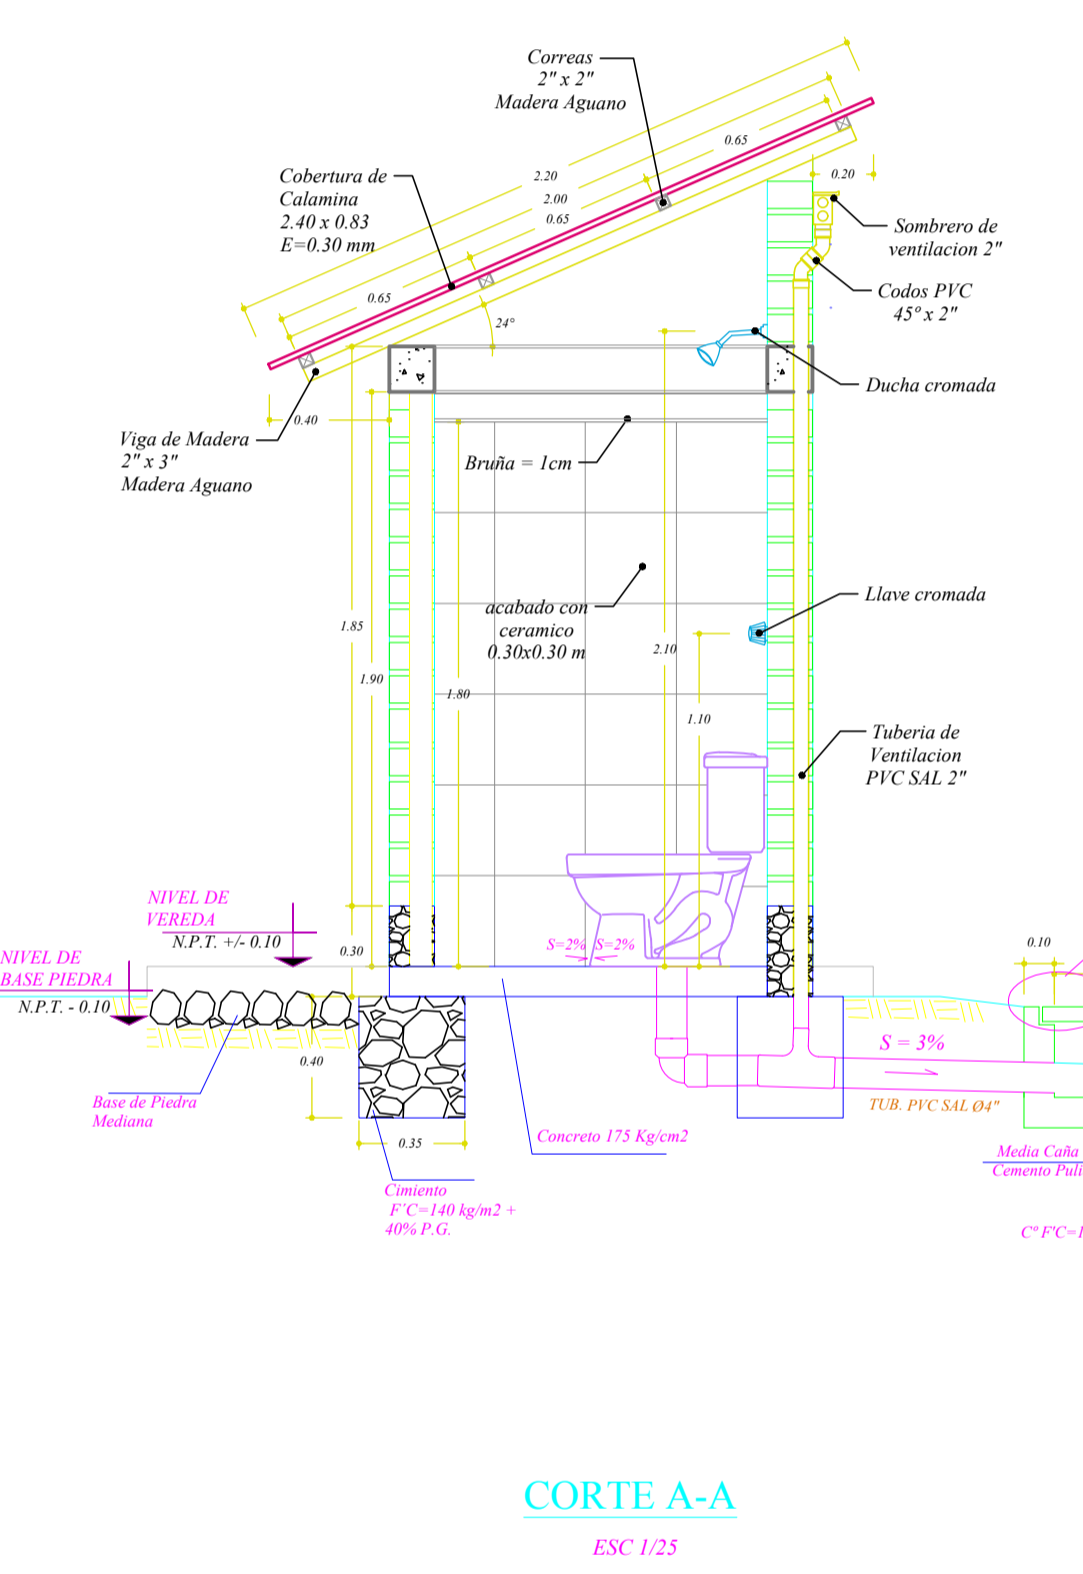 Correas
2" x 2"
Madera Aguano
0.65
0.20
2.20
Cobertura de
Calamina
2.40 x 0.83
E=0.30 mm
2.00
0.65
Sombrero de
ventilacion 2"
0.65
Codos PVC
45º x 2"
24°
Ducha cromada
0.40
Viga de Madera
2" x 3"
Madera Aguano
Bruña = 1cm
Llave cromada
acabado con
ceramico
0.30x0.30 m
1.85
2.10
1.90
1.80
1.10
Tuberia de
Ventilacion
PVC SAL 2"
NIVEL DE
VEREDA
N.P.T. +/- 0.10
S=2% S=2%
0.30
0.10
NIVEL DE
BASE PIEDRA
N.P.T. - 0.10
S = 3%
0.40
TUB. PVC SAL Ø4"
Base de Piedra
Mediana
Concreto 175 Kg/cm2
0.35
Media Caña
Cemento Puli
Cimiento
F´C=140 kg/m2 +
40% P.G.
Cº F'C=1
CORTE A-A
ESC 1/25